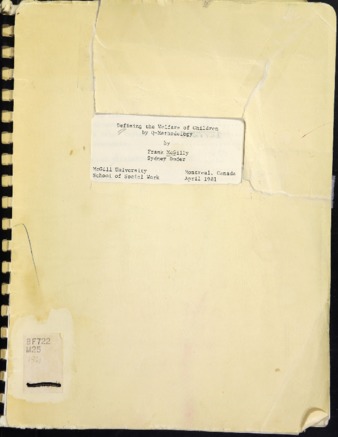 Defining the Welfare of Children
by Q-Methodology
by
Frank McGilly
Sydney Duder
McGill University Montreal, Canada
School of Social Work April 1981
BF722
M25